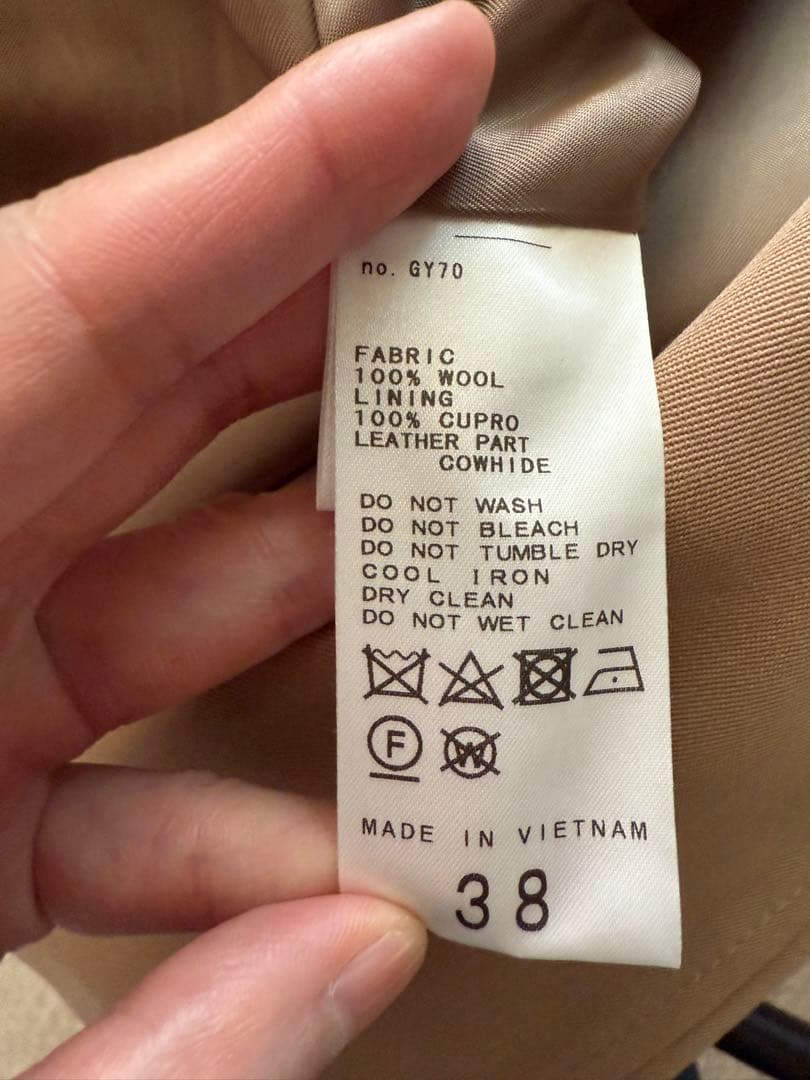 no. GY70
FABRIC
100% WOOL
LINING
100% CUPRO
LEATHER PART
COWHIDE
DO NOT WASH
DO NOT BLEACH
DO NOT TUMBLE DRY
COOL IRON
DRY CLEAN
DO NOT WET CLEAN
F W
MADE IN VIETNAM
38